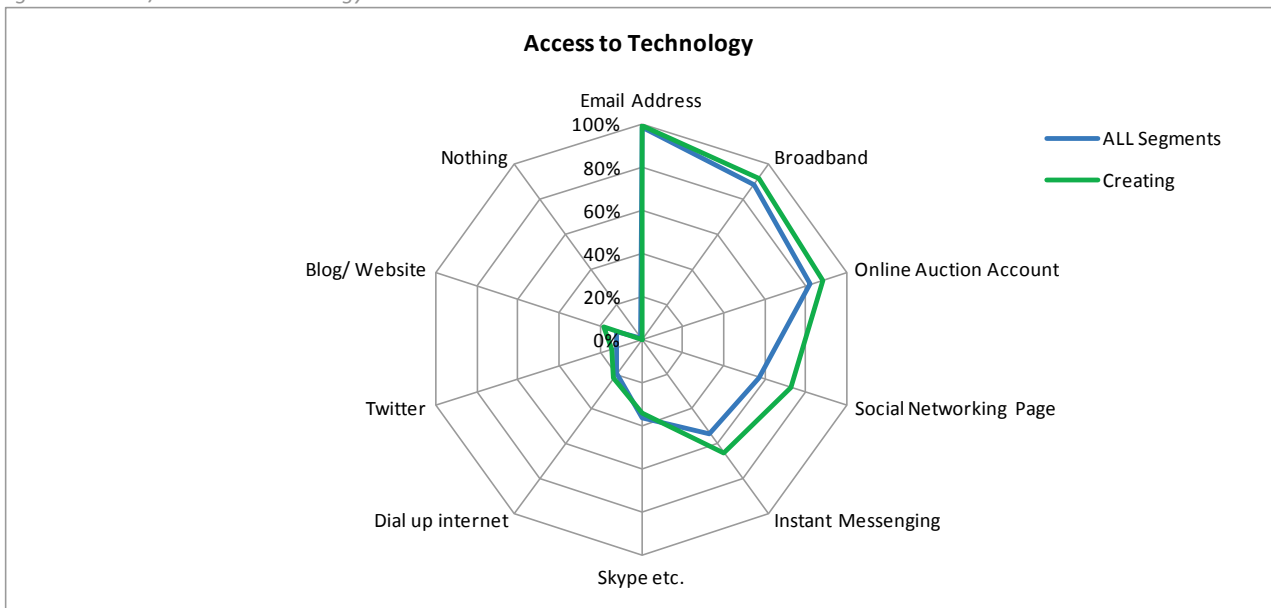 Access to Technology
Email Address
100%
Nothing
Broadband
ALL Segments
80%
Creating
60%
Blog/ Website
Online Auction Account
40%
20%
0%
Twitter
Social Networking Page
Dial up internet
Instant Messenging
Skype etc.